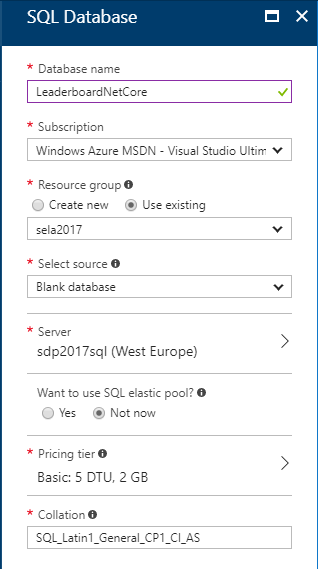 SQL Database
* Database name
LeaderboardNetCore
* Subscription
Windows Azure MSDN - Visual Studio Ultim
* Resource group
Create new Use existing
sela2017
* Select source
Blank database
* Server
sdp2017sql (West Europe)
Want to use SQL elastic pool?
Yes Not now
* Pricing tier
Basic: 5 DTU, 2 GB
* Collation
SQL_Latin1_General_CP1_CI_AS